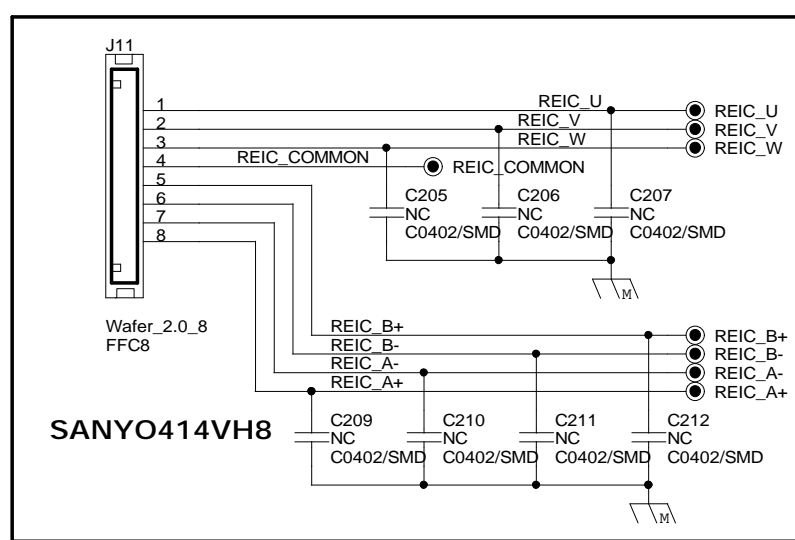 J11
1 REIC_U REIC_U
2 REIC_V REIC_V
3 REIC_W REIC_W
4 REIC_COMMON REIC_COMMON
5
6
7
8
C205 C206 C207
NC NC NC
C0402/SMD C0402/SMD C0402/SMD
M
Wafer_2.0_8
FFC8
REIC_B+ REIC_B+
REIC_B- REIC_B-
REIC_A- REIC_A-
REIC_A+ REIC_A+
SANYO414VH8
C209 C210 C211 C212
NC NC NC NC
C0402/SMD C0402/SMD C0402/SMD C0402/SMD
M